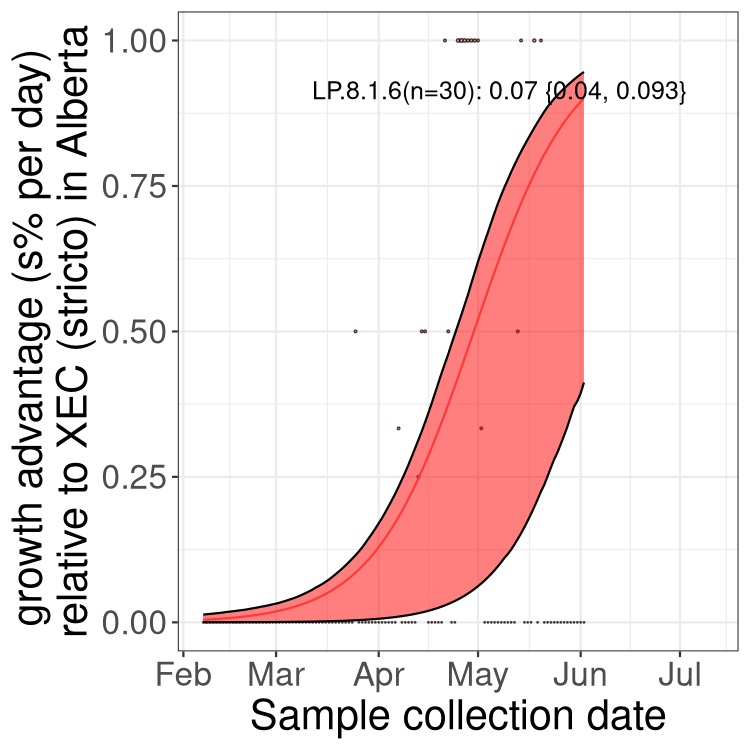 growth advantage (s% per day)
relative to XEC (stricto) in Alberta
1.00
0.75
0.50
0.25
0.00
LP.8.1.6(n=30): 0.07 {0.04, 0.093}
Feb Mar Apr May Jun Jul
Sample collection date